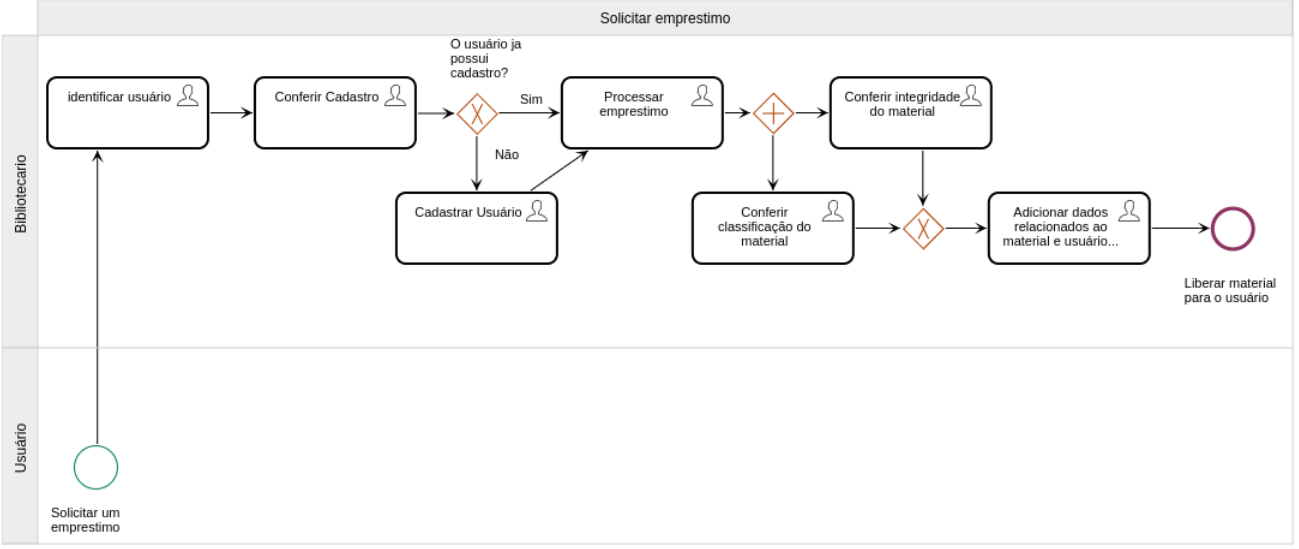 Solicitar emprestimo
Bibliotecario
O usuário ja
possui
cadastro?
identificar usuário
Conferir Cadastro
Sim
Processar
emprestimo
Conferir integridade
do material
Não
Cadastrar Usuário
Conferir
classificação do
material
Adicionar dados
relacionados ao
material e usuário...
Liberar material
para o usuário
Usuário
Solicitar um
emprestimo